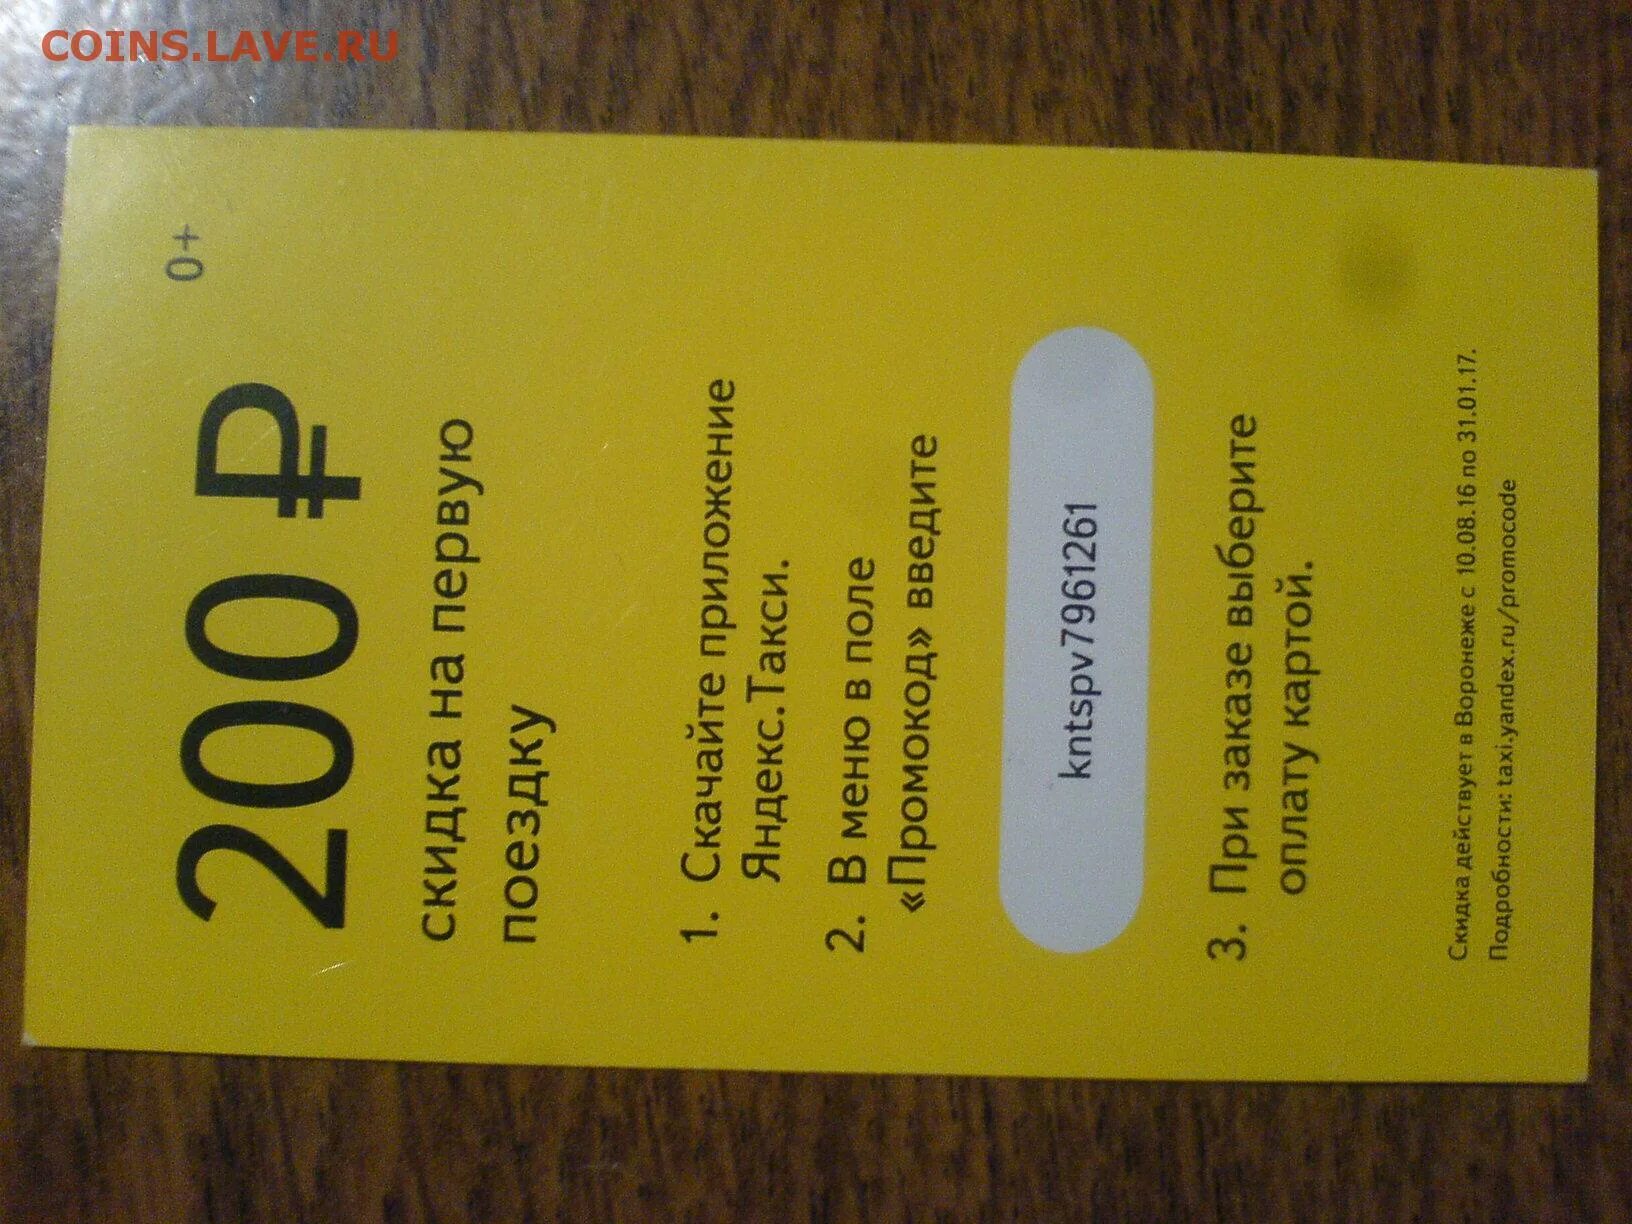 COINS.LAVE.RU
0+
200 ₽
скидка на первую
поездку
1. Скачайте приложение
Яндекс.Такси.
2. В меню в поле
«Промокод» введите
kntspv7961261
3. При заказе выберите
оплату картой.
Скидка действует в Воронеже с 10.08.16 по 31.01.17.
Подробности: taxi.yandex.ru/promocode